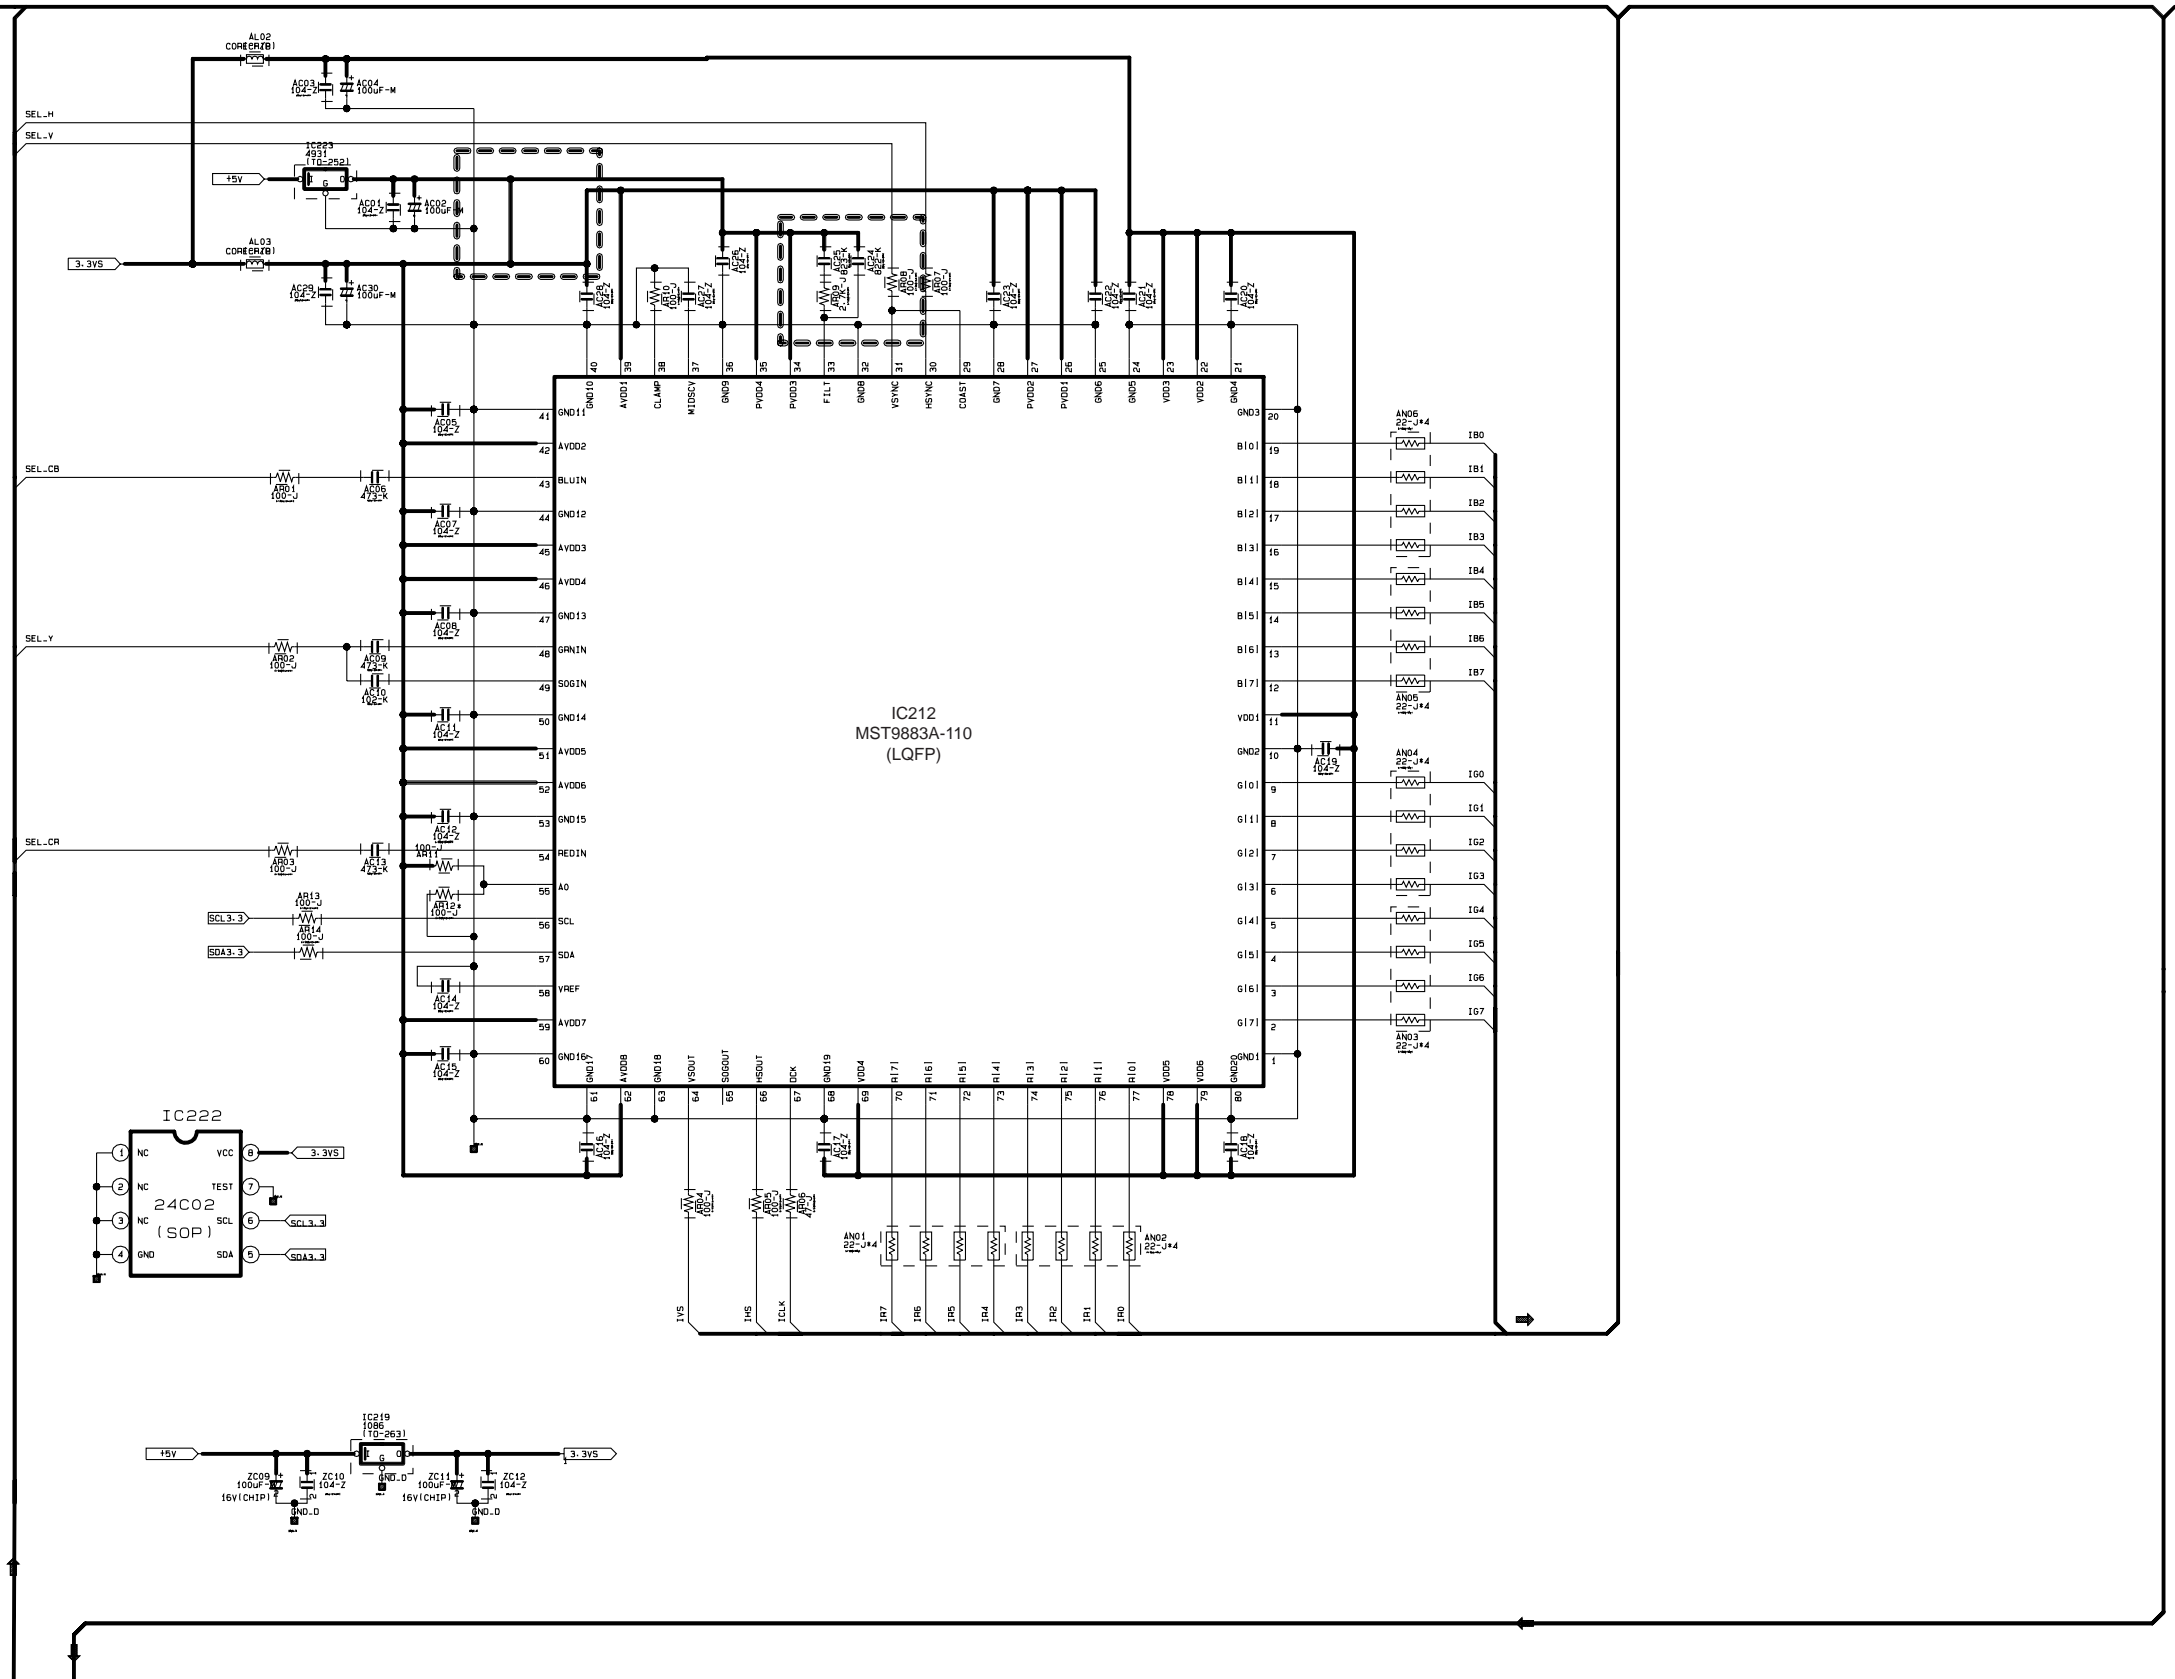 AL02
AC03
104-Z
AC04
100uF-M
SEL_H
SEL_V
IC223
4931
(TO-252)
+5V
I
G
O
AC01
104-Z
AC02
100uF-M
AL03
3.3VS
AC29
104-Z
AC30
100uF-M
AC28
104-Z
AR10
100-J
AC27
104-Z
AC26
104-Z
AC25
823-K
AC24
822-K
AR09
2.7K-J
AR08
100-J
AR07
100-J
AC23
104-Z
AC22
104-Z
AC21
104-Z
AC20
104-Z
40 39 38 37 36 35 34 33 32 31 30 29 28 27 26 25 24 23 22 21
GND10 AVDD1 CLAMP MIDSCV GND9 PVDD4 PVDD3 FILT GND8 VSYNC HSYNC COAST GND7 PVDD2 PVDD1 GND6 GND5 VDD3 VDD2 GND4
AC05
104-Z
41 GND11
42 AVDD2
SEL_CB
AR01
100-J
AC06
473-K
43 BLUIN
AC07
104-Z
44 GND12
45 AVDD3
46 AVDD4
AC08
104-Z
47 GND13
SEL_Y
AR02
100-J
AC09
473-K
48 GRNIN
AC10
102-K
49 SOGIN
AC11
104-Z
50 GND14
51 AVDD5
52 AVDD6
AC12
104-Z
53 GND15
SEL_CR
AR03
100-J
AC13
473-K
54 REDIN
100-J
AR11
55 A0
AR12*
100-J
SCL3.3
AR13
100-J
56 SCL
SDA3.3
AR14
100-J
57 SDA
AC14
104-Z
58 VREF
59 AVDD7
AC15
104-Z
60 GND16
IC212
MST9883A-110
(LQFP)
GND3 20
B[0] 19
B[1] 18
B[2] 17
B[3] 16
B[4] 15
B[5] 14
B[6] 13
B[7] 12
VDD1 11
GND2 10
G[0] 9
G[1] 8
G[2] 7
G[3] 6
G[4] 5
G[5] 4
G[6] 3
G[7] 2
GND1 1
AC19
104-Z
AN06
22-J*4
IB0
IB1
IB2
IB3
IB4
IB5
IB6
IB7
AN05
22-J*4
AN04
22-J*4
IG0
IG1
IG2
IG3
IG4
IG5
IG6
IG7
AN03
22-J*4
GND17 AVDD8 GND18 VSOUT SOGOUT HSOUT DCK GND19 VDD4 R[7] R[6] R[5] R[4] R[3] R[2] R[1] R[0] VDD5 VDD6 GND20
61 62 63 64 65 66 67 68 69 70 71 72 73 74 75 76 77 78 79 80
AC16
104-Z
AC17
104-Z
AC18
104-Z
AR04
100-J
AR05
100-J
AR06
47-J
AN01
22-J*4
AN02
22-J*4
IVS
IHS
ICLK
IR7
IR6
IR5
IR4
IR3
IR2
IR1
IR0
IC222
1 NC VCC 8 3.3VS
2 NC TEST 7
24C02
3 NC SCL 6 SCL3.3
(SOP)
4 GND SDA 5 SDA3.3
IC219
1086
(TO-263)
+5V
I
G
O
3.3VS
ZC09
100uF-M
16V(CHIP)
ZC10
104-Z
GND_D
GND_D
ZC11
100uF-M
16V(CHIP)
ZC12
104-Z
GND_D